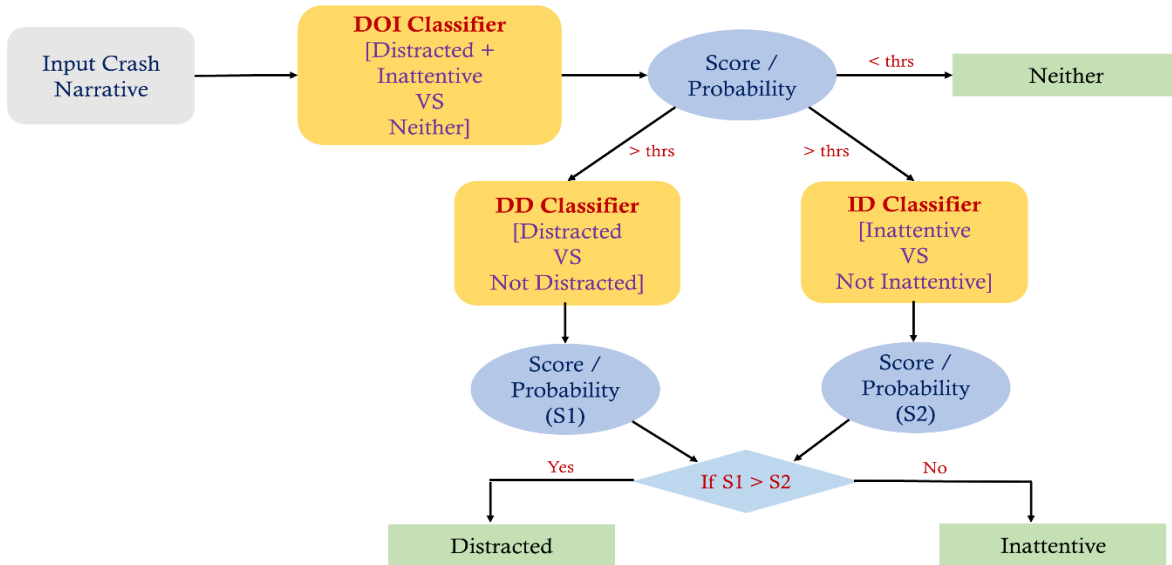 Input Crash
Narrative
DOI Classifier
[Distracted +
Inattentive
VS
Neither]
Score /
Probability
< thrs
Neither
> thrs
> thrs
DD Classifier
[Distracted
VS
Not Distracted]
ID Classifier
[Inattentive
VS
Not Inattentive]
Score /
Probability
(S1)
Score /
Probability
(S2)
Yes
If S1 > S2
No
Distracted
Inattentive